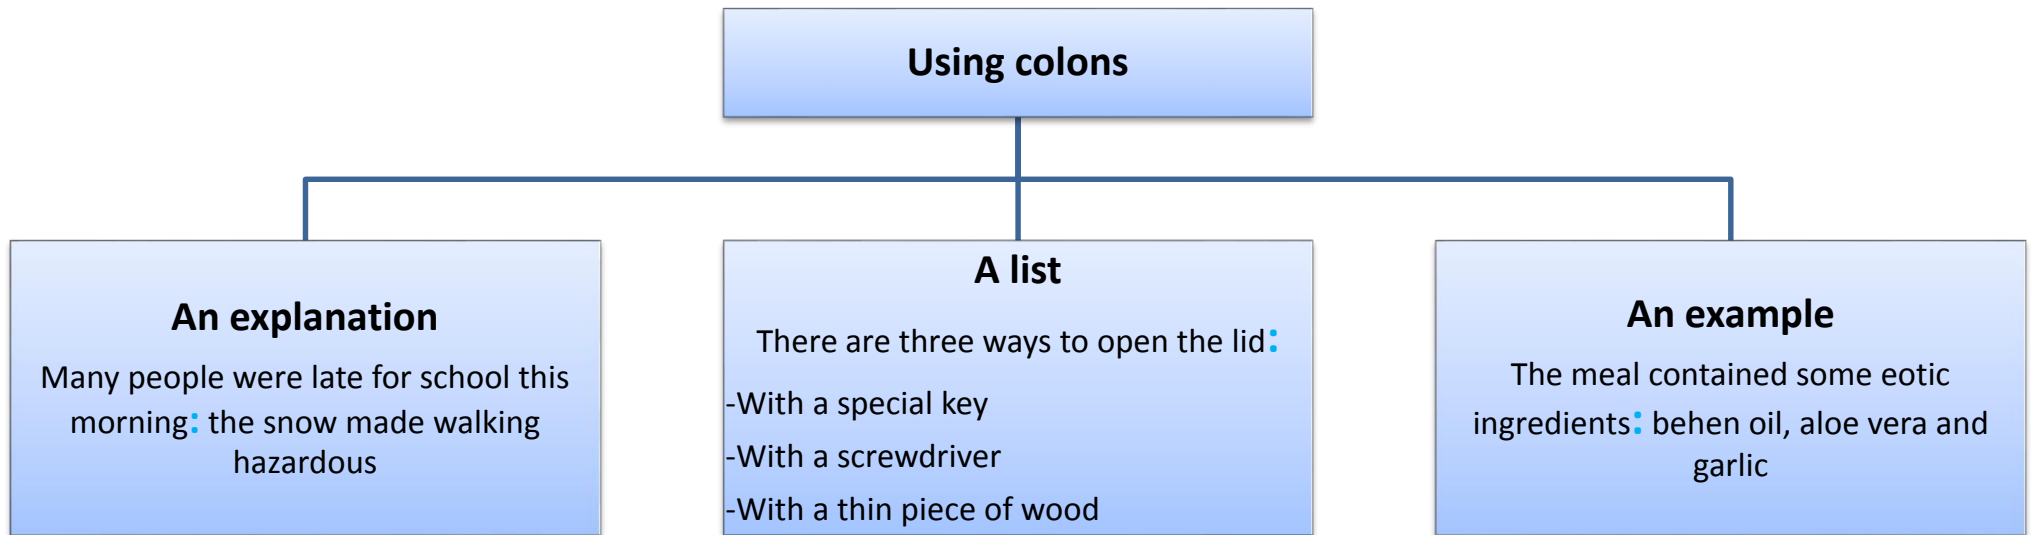 Using colons
An explanation
Many people were late for school this
morning: the snow made walking
hazardous
A list
There are three ways to open the lid:
-With a special key
-With a screwdriver
-With a thin piece of wood
An example
The meal contained some eotic
ingredients: behen oil, aloe vera and
garlic